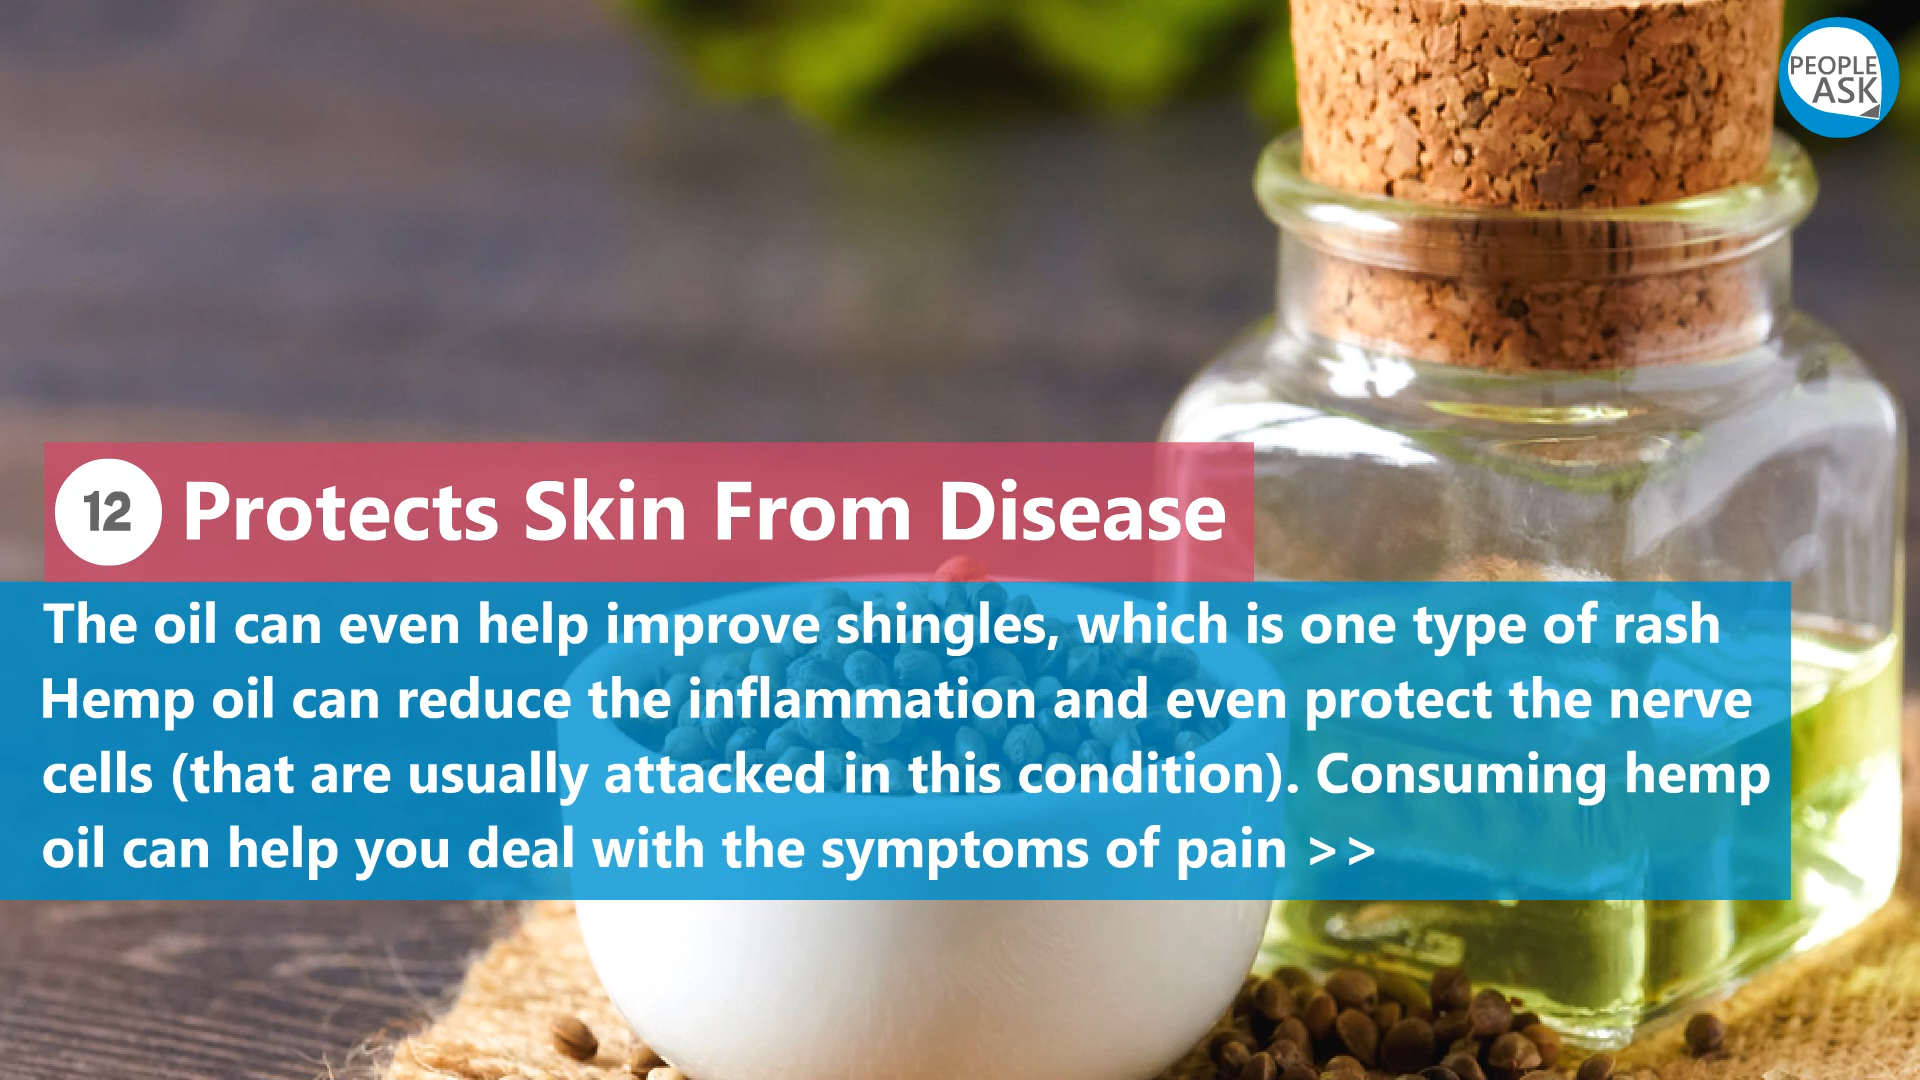 PEOPLE
ASK
12 Protects Skin From Disease
The oil can even help improve shingles, which is one type of rash
Hemp oil can reduce the inflammation and even protect the nerve
cells (that are usually attacked in this condition). Consuming hemp
oil can help you deal with the symptoms of pain >>